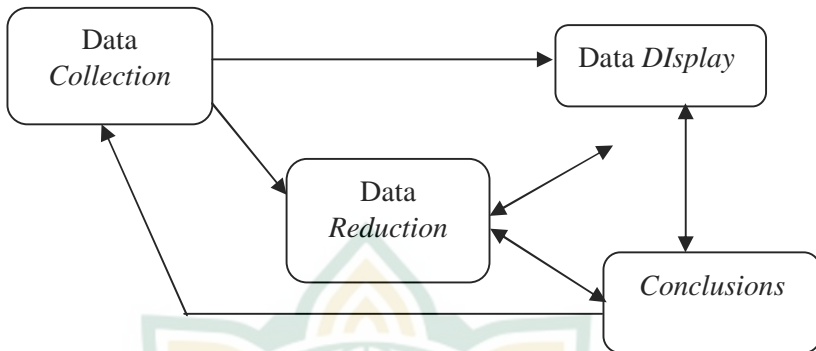 Data
Collection
Data DIsplay
Data
Reduction
Conclusions